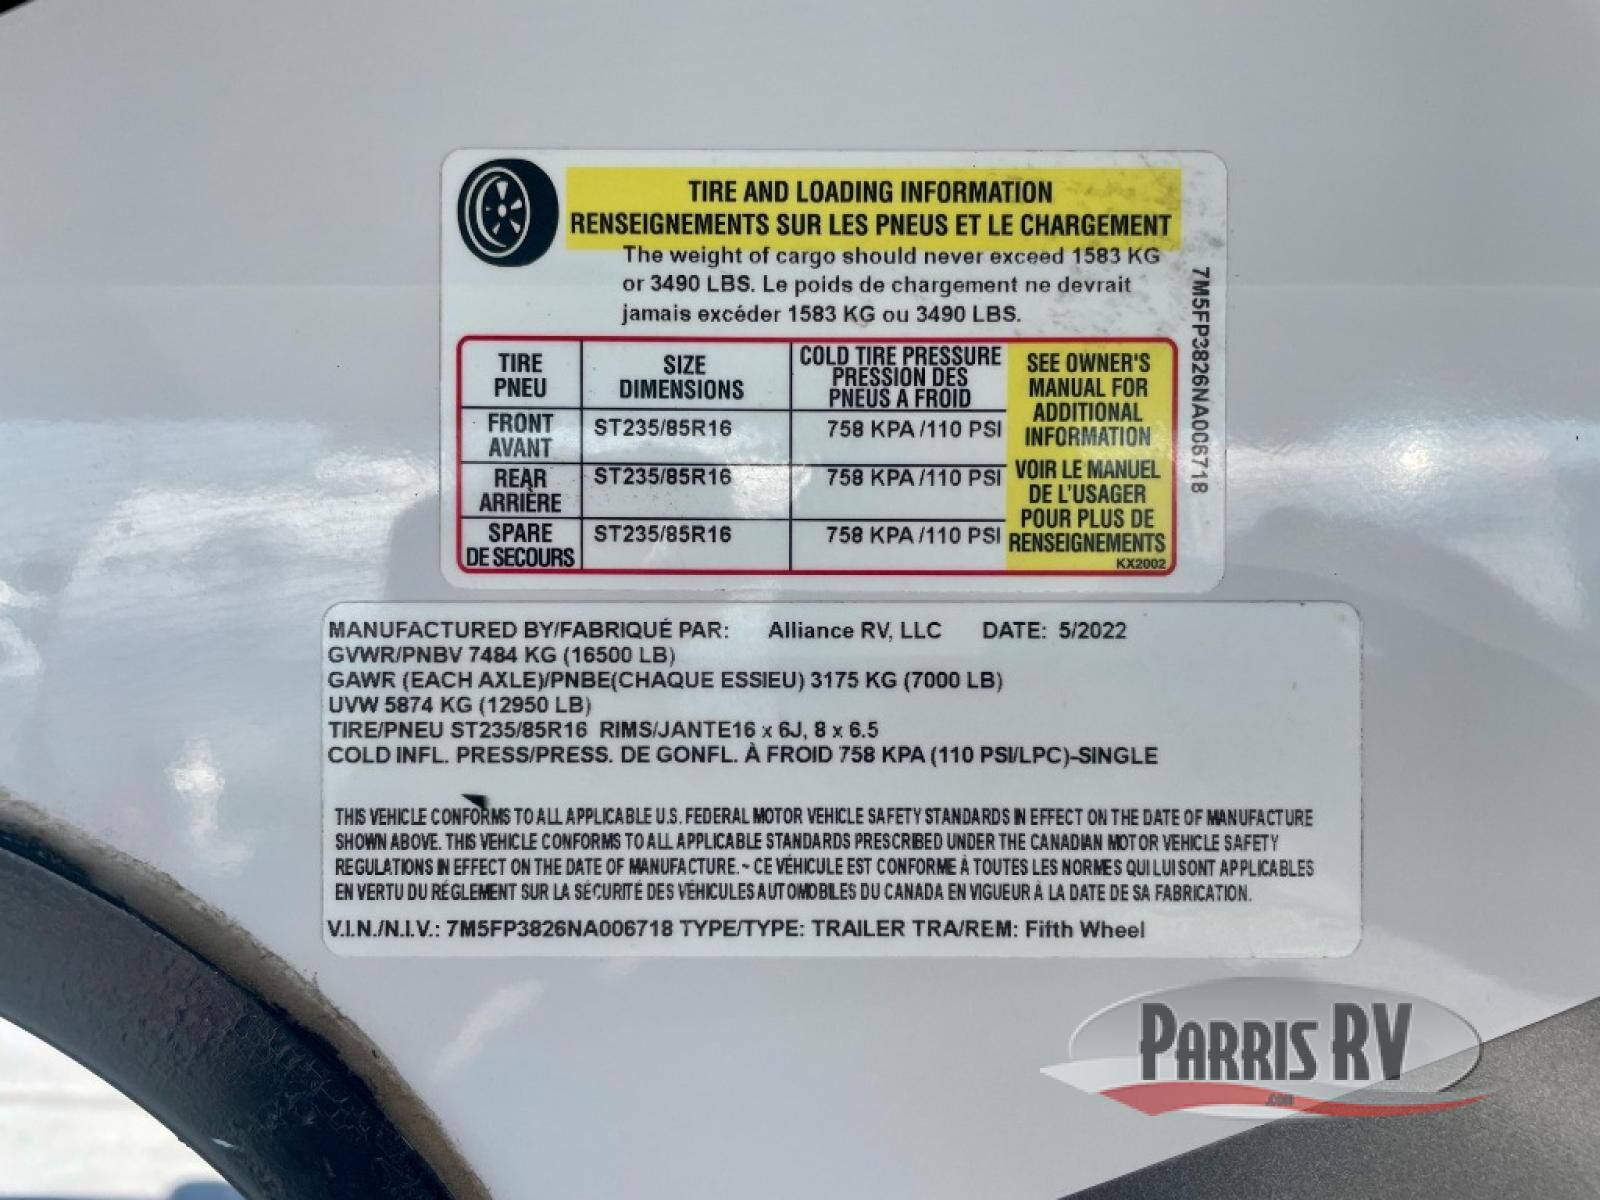 TIRE AND LOADING INFORMATION
RENSEIGNEMENTS SUR LES PNEUS ET LE CHARGEMENT
The weight of cargo should never exceed 1583 KG
or 3490 LBS. Le poids de chargement ne devrait
jamais excéder 1583 KG ou 3490 LBS.
TIRE
PNEU
SIZE
DIMENSIONS
COLD TIRE PRESSURE
PRESSION DES
PNEUS A FROID
FRONT
AVANT
ST235/85R16
758 KPA /110 PSI
REAR
ARRIÈRE
ST235/85R16
758 KPA /110 PSI
SPARE
DE SECOURS
ST235/85R16
758 KPA /110 PSI
SEE OWNER'S
MANUAL FOR
ADDITIONAL
INFORMATION
VOIR LE MANUEL
DE L'USAGER
POUR PLUS DE
RENSEIGNEMENTS
KX2002
7M5FP3826NA006718
MANUFACTURED BY/FABRIQUÉ PAR: Alliance RV, LLC DATE: 5/2022
GVWR/PNBV 7484 KG (16500 LB)
GAWR (EACH AXLE)/PNBE(CHAQUE ESSIEU) 3175 KG (7000 LB)
UVW 5874 KG (12950 LB)
TIRE/PNEU ST235/85R16 RIMS/JANTE16 x 6J, 8 x 6.5
COLD INFL. PRESS/PRESS. DE GONFL. À FROID 758 KPA (110 PSI/LPC)-SINGLE
THIS VEHICLE CONFORMS TO ALL APPLICABLE U.S. FEDERAL MOTOR VEHICLE SAFETY STANDARDS IN EFFECT ON THE DATE OF MANUFACTURE
SHOWN ABOVE. THIS VEHICLE CONFORMS TO ALL APPLICABLE STANDARDS PRESCRIBED UNDER THE CANADIAN MOTOR VEHICLE SAFETY
REGULATIONS IN EFFECT ON THE DATE OF MANUFACTURE. ~ CE VÉHICULE EST CONFORME À TOUTES LES NORMES QUI LUI SONT APPLICABLES
EN VERTU DU RÉGLEMENT SUR LA SÉCURITÉ DES VÉHICULES AUTOMOBILES DU CANADA EN VIGUEUR À LA DATE DE SA FABRICATION.
V.I.N./N.I.V.: 7M5FP3826NA006718 TYPE/TYPE: TRAILER TRA/REM: Fifth Wheel
PARRIS RV
.com